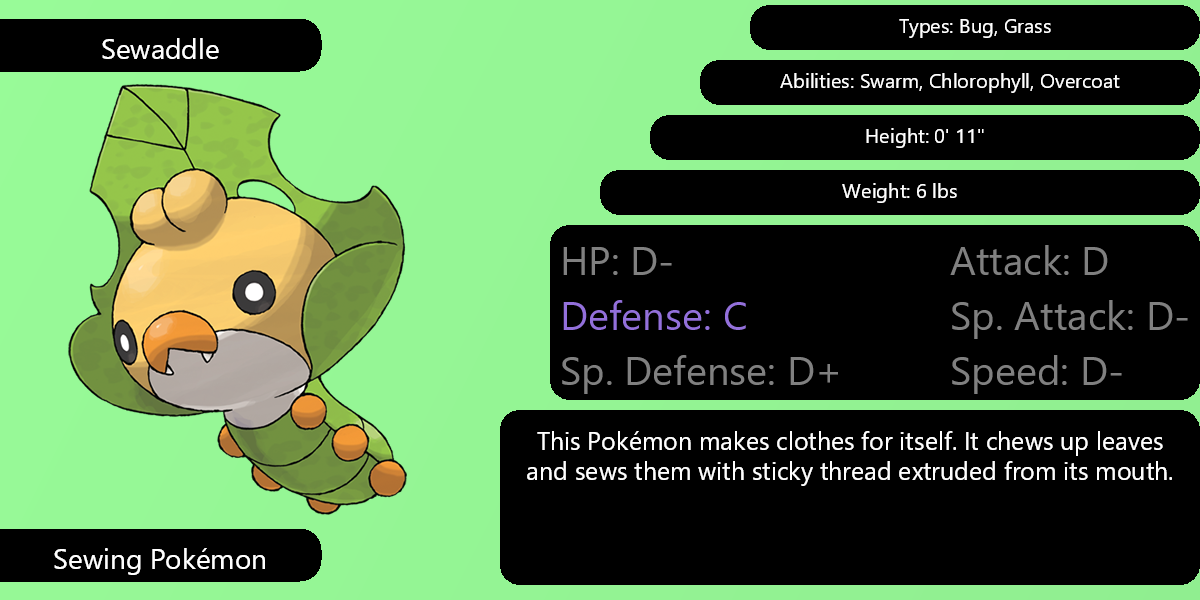 Sewaddle
Types: Bug, Grass
Abilities: Swarm, Chlorophyll, Overcoat
Height: 0' 11"
Weight: 6 lbs
HP: D-
Attack: D
Defense: C
Sp. Attack: D-
Sp. Defense: D+
Speed: D-
This Pokémon makes clothes for itself. It chews up leaves
and sews them with sticky thread extruded from its mouth.
Sewing Pokémon